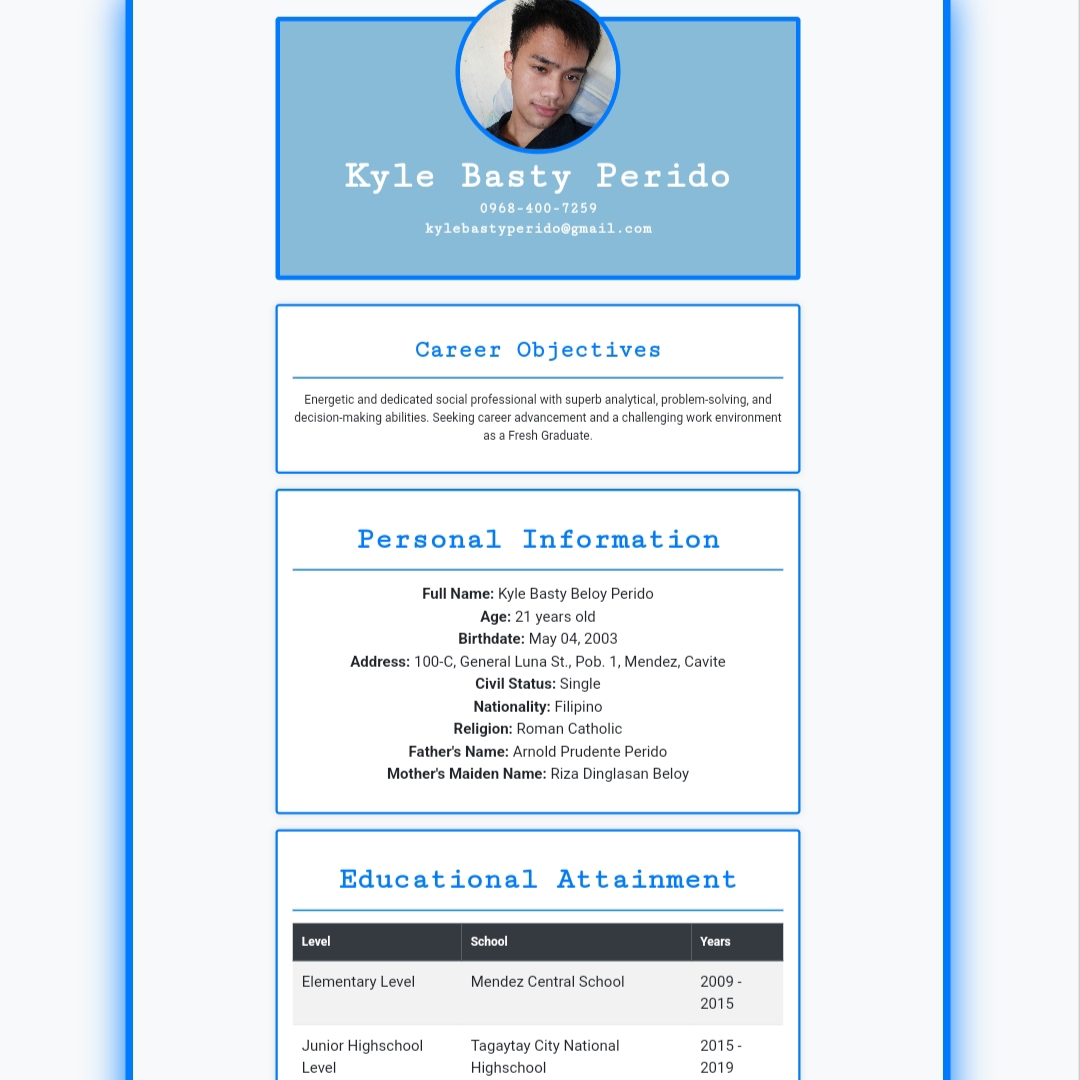 Kyle Basty Perido
0968-400-7259
kylebastyperido@gmail.com
Career Objectives
Energetic and dedicated social professional with superb analytical, problem-solving, and
decision-making abilities. Seeking career advancement and a challenging work environment
as a Fresh Graduate.
Personal Information
Full Name: Kyle Basty Beloy Perido
Age: 21 years old
Birthdate: May 04, 2003
Address: 100-C, General Luna St., Pob. 1, Mendez, Cavite
Civil Status: Single
Nationality: Filipino
Religion: Roman Catholic
Father's Name: Arnold Prudente Perido
Mother's Maiden Name: Riza Dinglasan Beloy
Educational Attainment
Level School Years
Elementary Level Mendez Central School 2009 -
2015
Junior Highschool Tagaytay City National 2015 -
Level Highschool 2019